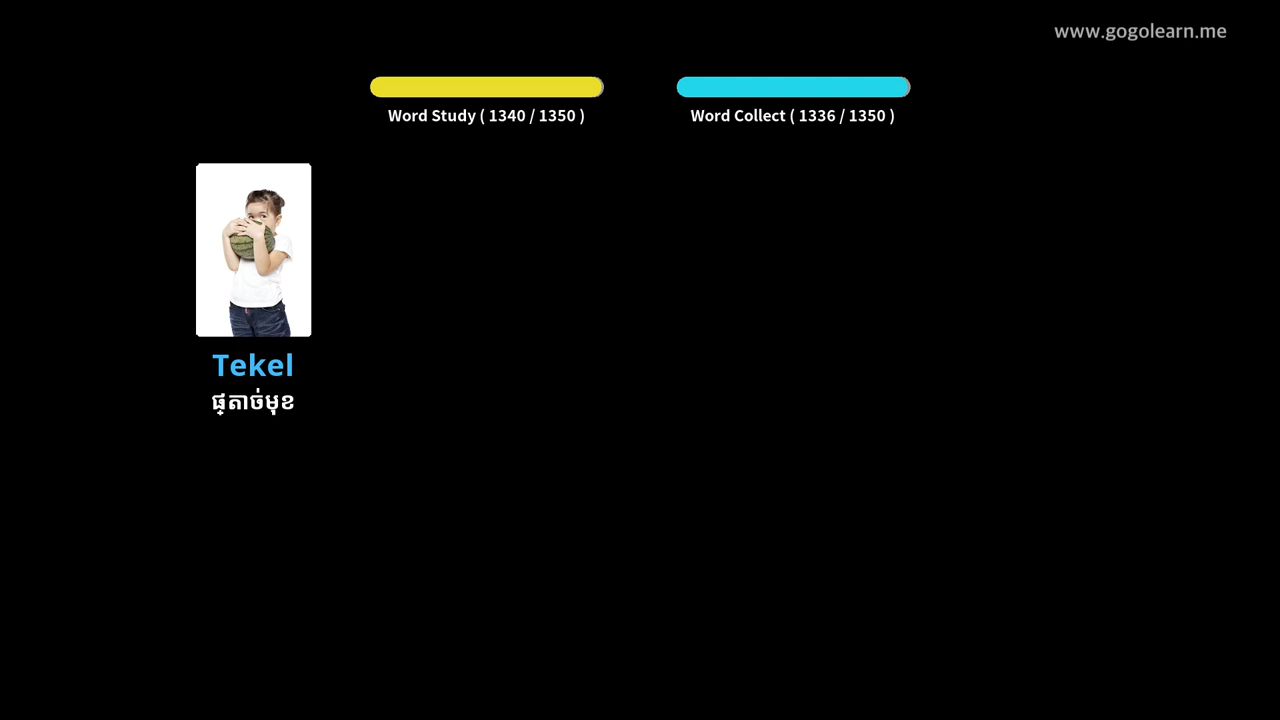 www.gogolearn.me
Word Study ( 1340 / 1350 )
Word Collect ( 1336 / 1350 )
Tekel
ផ្តាច់មុខ